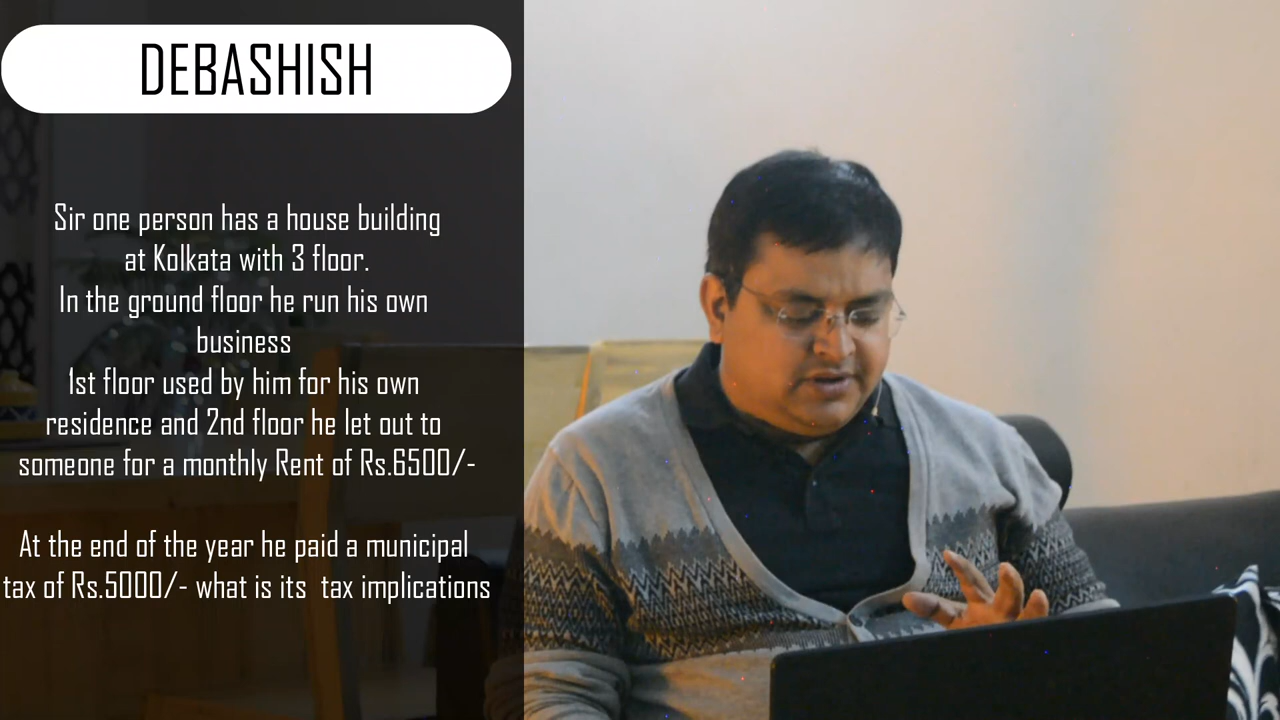 DEBASHISH
Sir one person has a house building
at Kolkata with 3 floor.
In the ground floor he run his own
business
1st floor used by him for his own
residence and 2nd floor he let out to
someone for a monthly Rent of Rs.6500/-
At the end of the year he paid a municipal
tax of Rs.5000/- what is its tax implications